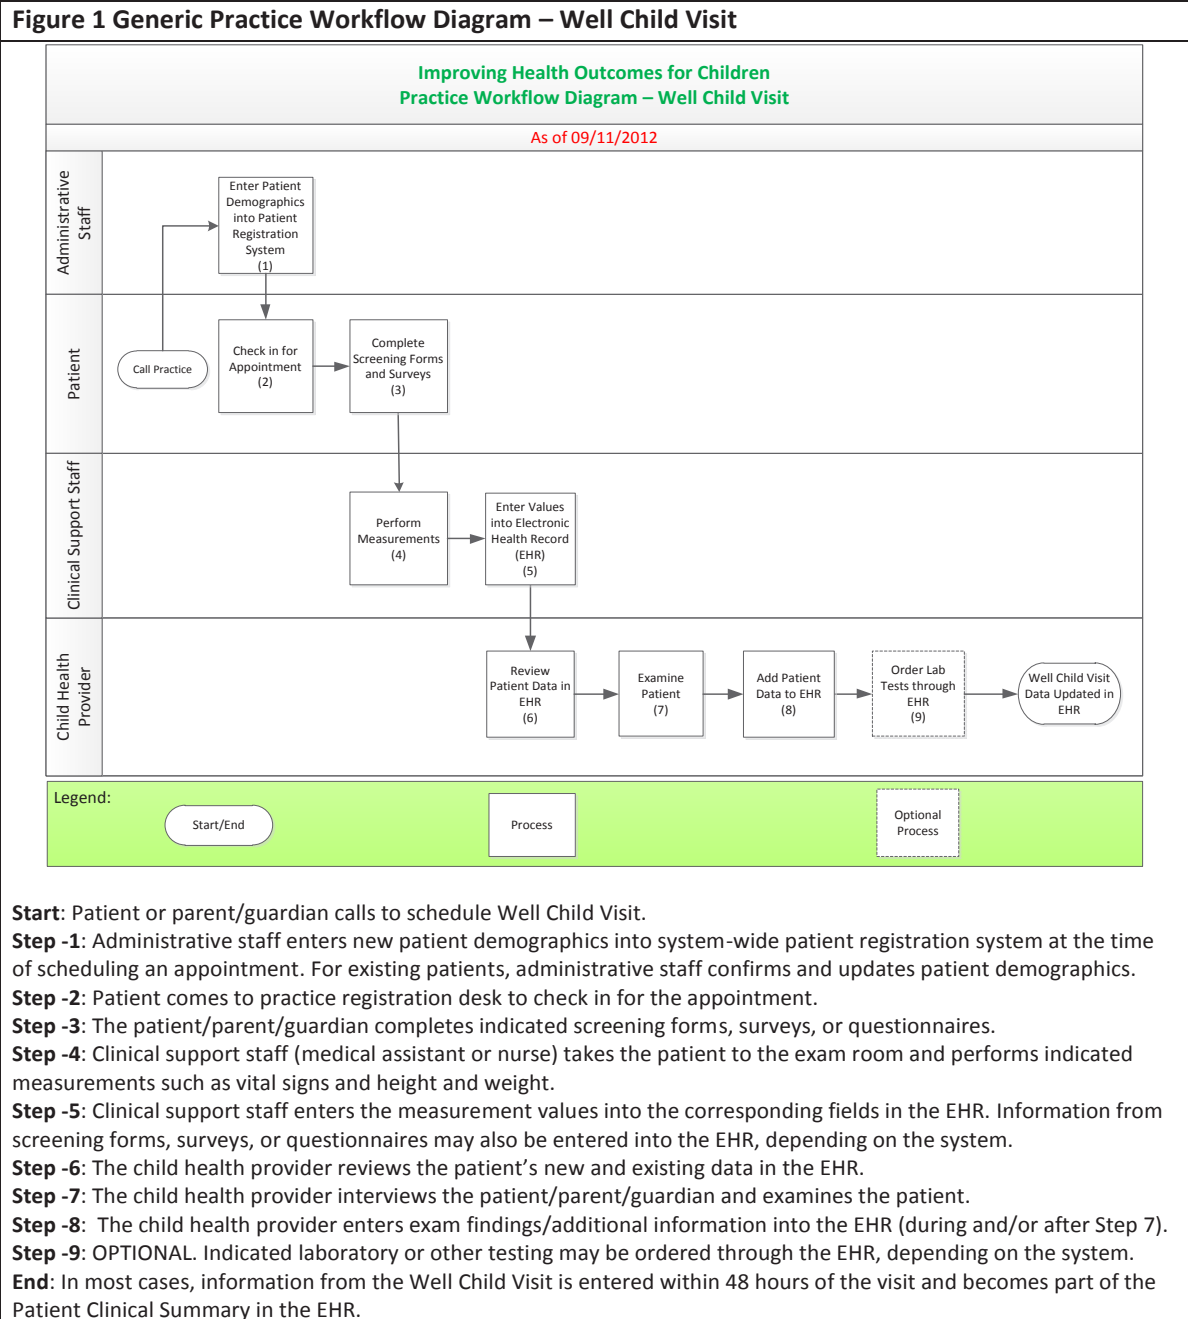 Figure 1 Generic Practice Workflow Diagram – Well Child Visit
Improving Health Outcomes for Children
Practice Workflow Diagram – Well Child Visit
As of 09/11/2012
Administrative
Staff
Enter Patient
Demographics
into Patient
Registration
System
(1)
Patient
Call Practice
Check in for
Appointment
(2)
Complete
Screening Forms
and Surveys
(3)
Clinical Support Staff
Perform
Measurements
(4)
Enter Values
into Electronic
Health Record
(EHR)
(5)
Child Health
Provider
Review
Patient Data in
EHR
(6)
Examine
Patient
(7)
Add Patient
Data to EHR
(8)
Order Lab
Tests through
EHR
(9)
Well Child Visit
Data Updated in
EHR
Legend:
Start/End
Process
Optional
Process
Start: Patient or parent/guardian calls to schedule Well Child Visit.
Step -1: Administrative staff enters new patient demographics into system-wide patient registration system at the time
of scheduling an appointment. For existing patients, administrative staff confirms and updates patient demographics.
Step -2: Patient comes to practice registration desk to check in for the appointment.
Step -3: The patient/parent/guardian completes indicated screening forms, surveys, or questionnaires.
Step -4: Clinical support staff (medical assistant or nurse) takes the patient to the exam room and performs indicated
measurements such as vital signs and height and weight.
Step -5: Clinical support staff enters the measurement values into the corresponding fields in the EHR. Information from
screening forms, surveys, or questionnaires may also be entered into the EHR, depending on the system.
Step -6: The child health provider reviews the patient’s new and existing data in the EHR.
Step -7: The child health provider interviews the patient/parent/guardian and examines the patient.
Step -8:  The child health provider enters exam findings/additional information into the EHR (during and/or after Step 7).
Step -9: OPTIONAL. Indicated laboratory or other testing may be ordered through the EHR, depending on the system.
End: In most cases, information from the Well Child Visit is entered within 48 hours of the visit and becomes part of the
Patient Clinical Summary in the EHR.